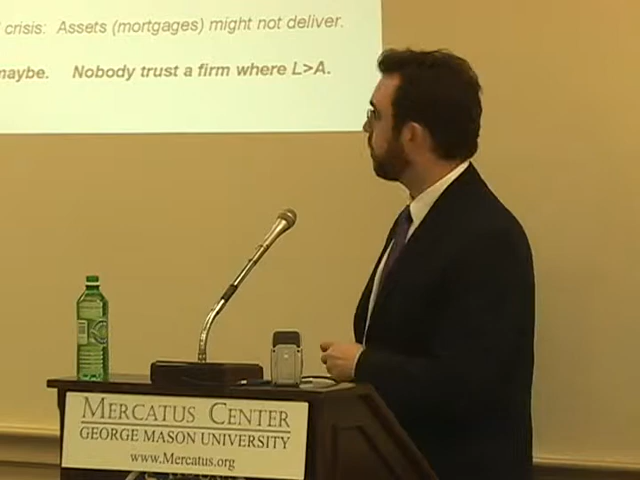 crisis: Assets (mortgages) might not deliver.
maybe. Nobody trust a firm where L>A.
MERCATUS CENTER
GEORGE MASON UNIVERSITY
www.Mercatus.org